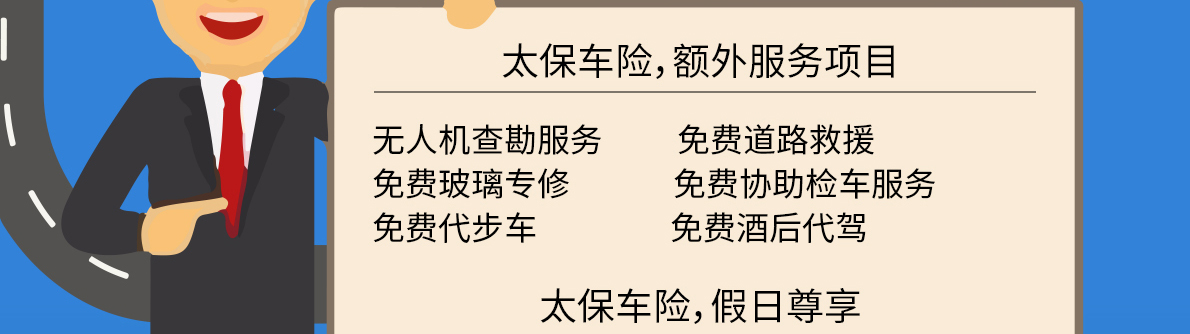 太保车险，额外服务项目
无人机查勘服务 免费道路救援
免费玻璃专修 免费协助检车服务
免费代步车 免费酒后代驾
太保车险，假日尊享